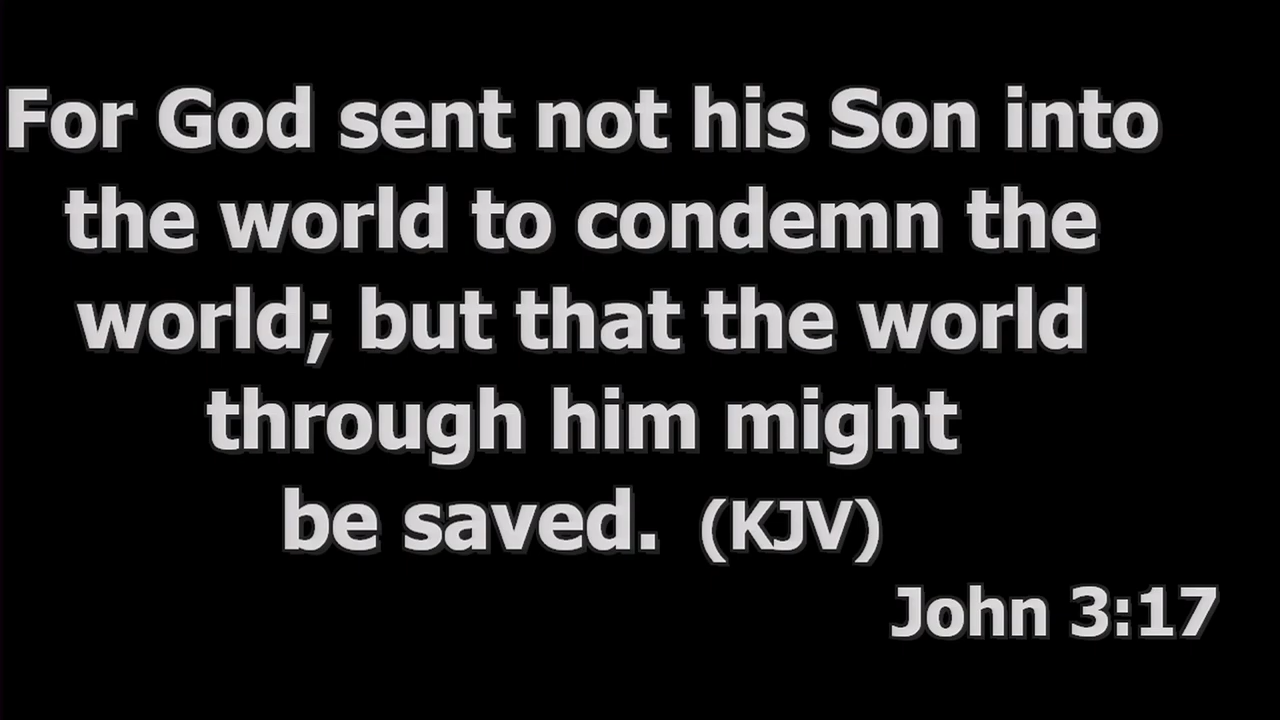 For God sent not his Son into
the world to condemn the
world; but that the world
through him might
be saved. (KJV)
John 3:17